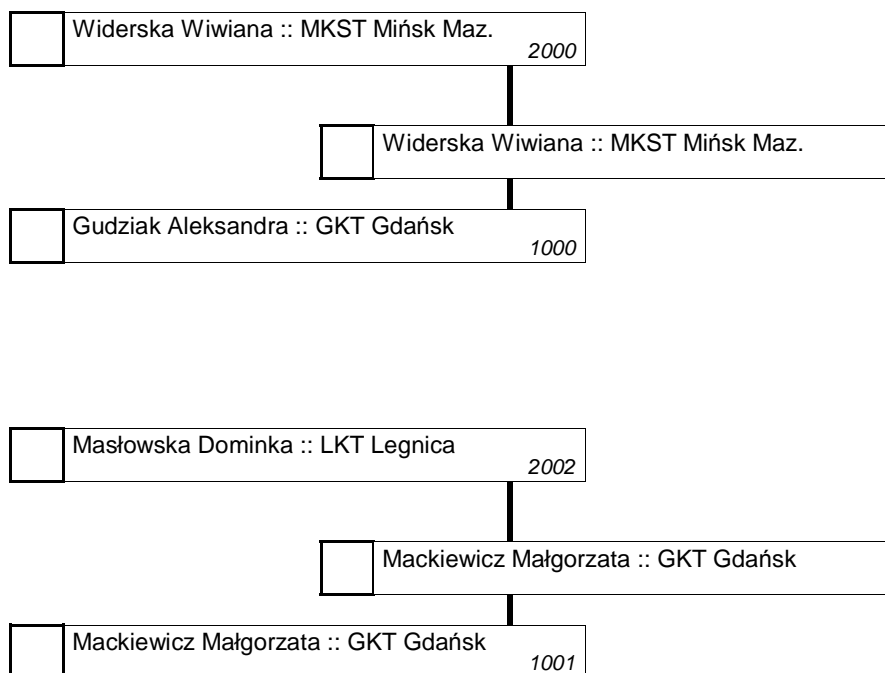 Widerska Wiwiana :: MKST Mińsk Maz.
2000
Widerska Wiwiana :: MKST Mińsk Maz.
Gudziak Aleksandra :: GKT Gdańsk
1000
Masłowska Dominka :: LKT Legnica
2002
Mackiewicz Małgorzata :: GKT Gdańsk
Mackiewicz Małgorzata :: GKT Gdańsk
1001